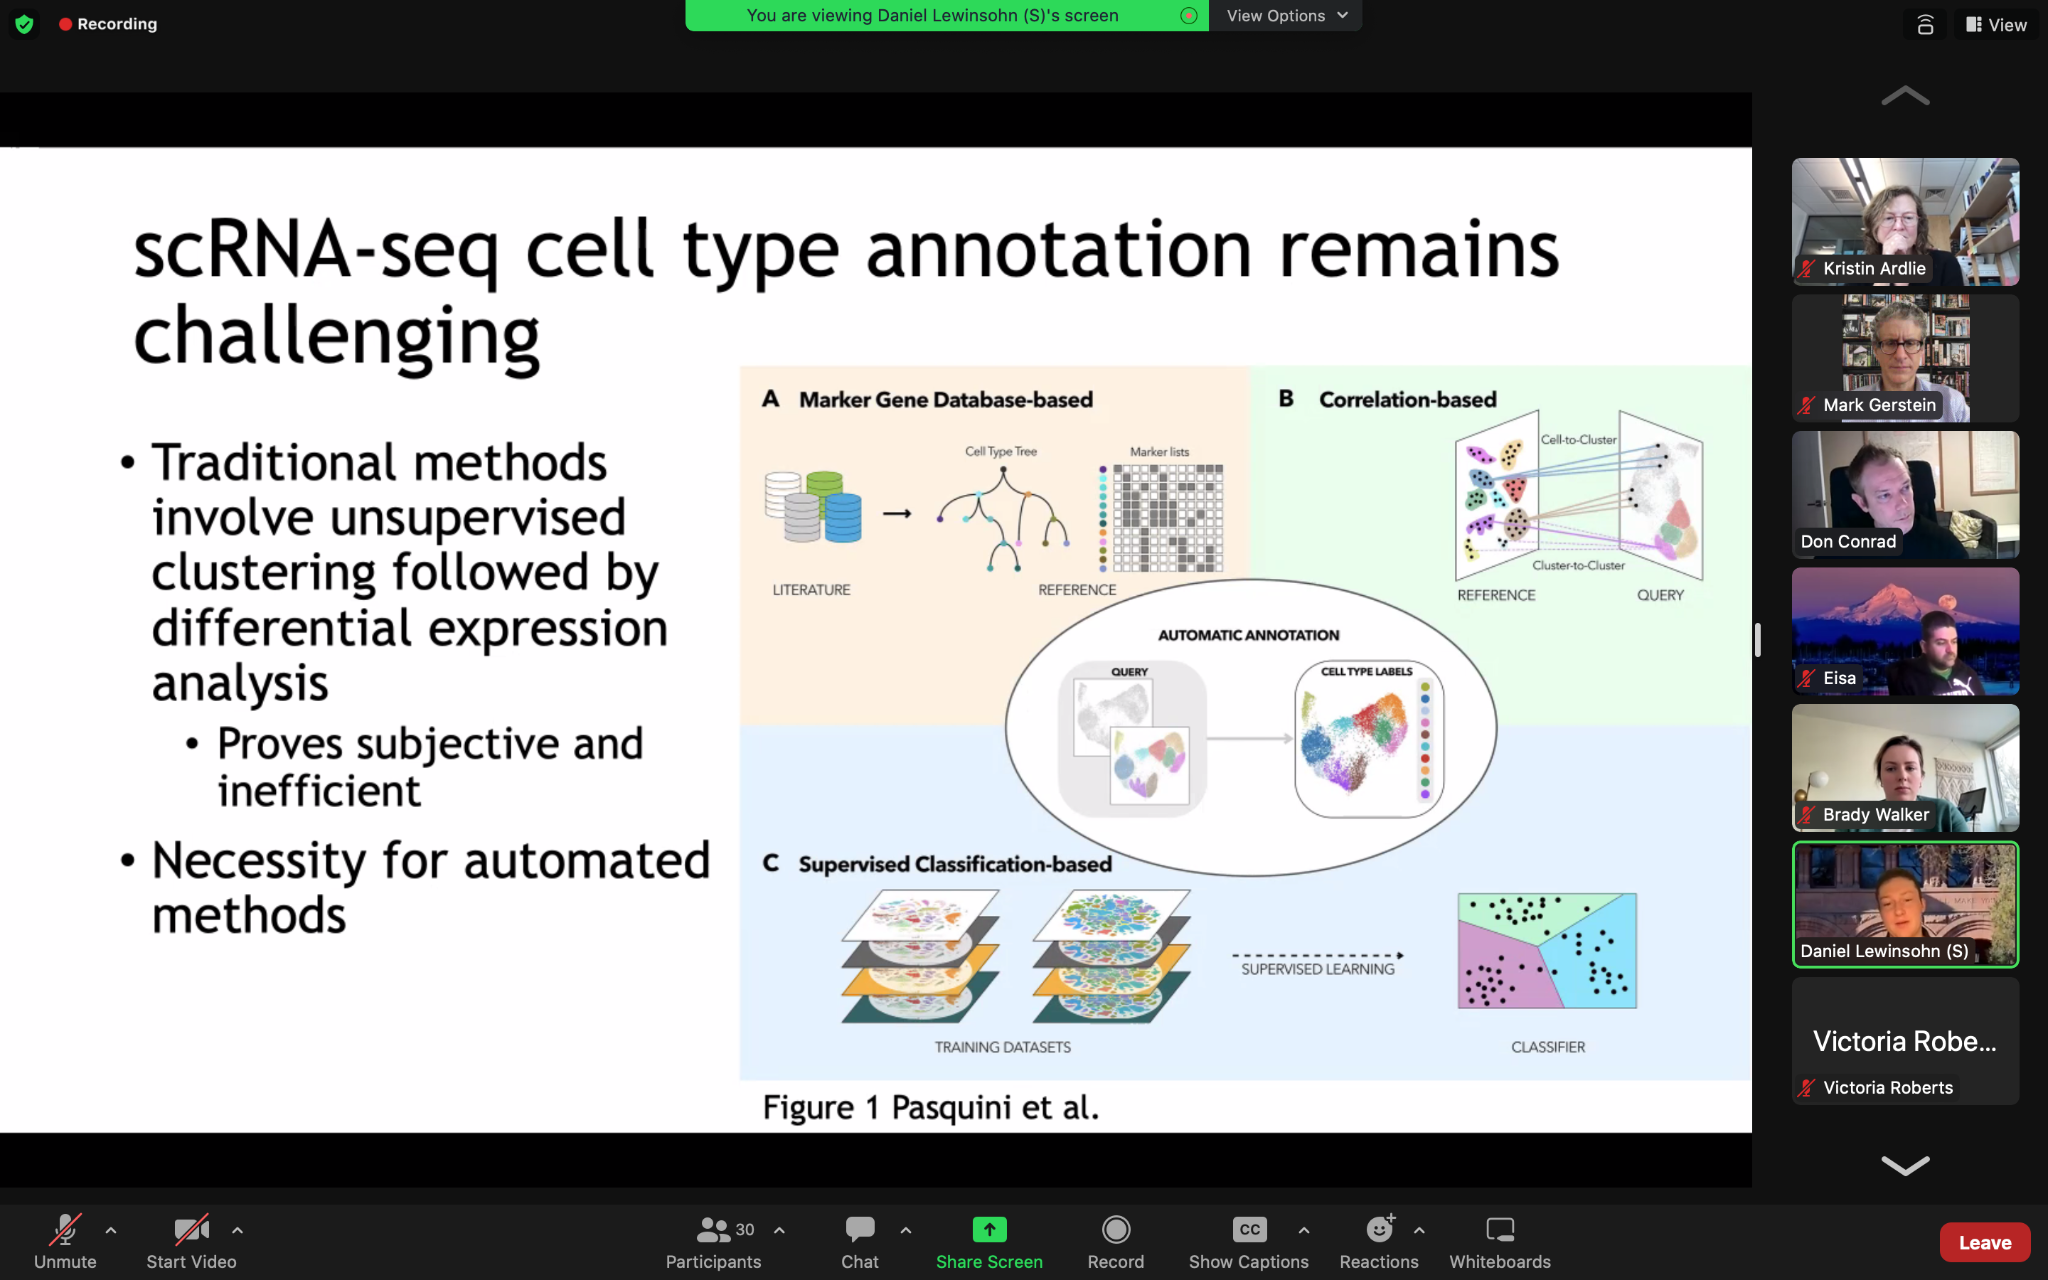 Recording
You are viewing Daniel Lewinsohn (S)'s screen
View Options
View
scRNA-seq cell type annotation remains
challenging
• Traditional methods
involve unsupervised
clustering followed by
differential expression
analysis
• Proves subjective and
inefficient
• Necessity for automated
methods
A Marker Gene Database-based
Cell Type Tree
Marker lists
LITERATURE
REFERENCE
B Correlation-based
Cell-to-Cluster
Cluster-to-Cluster
REFERENCE
QUERY
AUTOMATIC ANNOTATION
QUERY
CELL TYPE LABELS
C Supervised Classification-based
SUPERVISED LEARNING
TRAINING DATASETS
CLASSIFIER
Figure 1 Pasquini et al.
Kristin Ardlie
Mark Gerstein
Don Conrad
Eisa
Brady Walker
Daniel Lewinsohn (S)
Victoria Robe...
Victoria Roberts
Unmute
Start Video
30
Participants
Chat
Share Screen
Record
CC
Show Captions
Reactions
Whiteboards
Leave